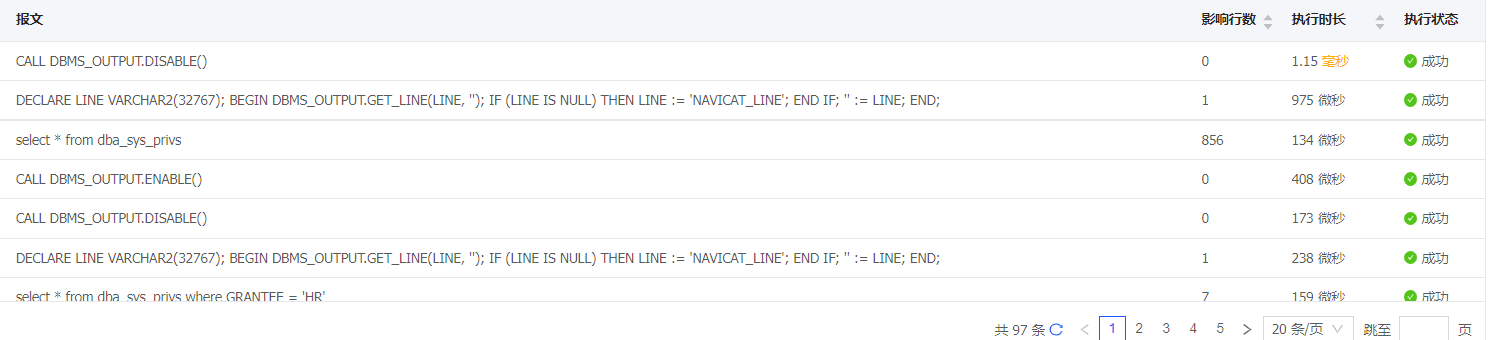 报文 影响行数 执行时长 执行状态
CALL DBMS_OUTPUT.DISABLE() 0 1.15 毫秒 成功
DECLARE LINE VARCHAR2(32767); BEGIN DBMS_OUTPUT.GET_LINE(LINE, ''); IF (LINE IS NULL) THEN LINE := 'NAVICAT_LINE'; END IF; '' := LINE; END; 1 975 微秒 成功
select * from dba_sys_privs 856 134 微秒 成功
CALL DBMS_OUTPUT.ENABLE() 0 408 微秒 成功
CALL DBMS_OUTPUT.DISABLE() 0 173 微秒 成功
DECLARE LINE VARCHAR2(32767); BEGIN DBMS_OUTPUT.GET_LINE(LINE, ''); IF (LINE IS NULL) THEN LINE := 'NAVICAT_LINE'; END IF; '' := LINE; END; 1 238 微秒 成功
select * from dba_sys_privs where GRANTEE = 'HR' 7 159 微秒 成功
共 97 条 1 2 3 4 5 20 条/页 跳至 页